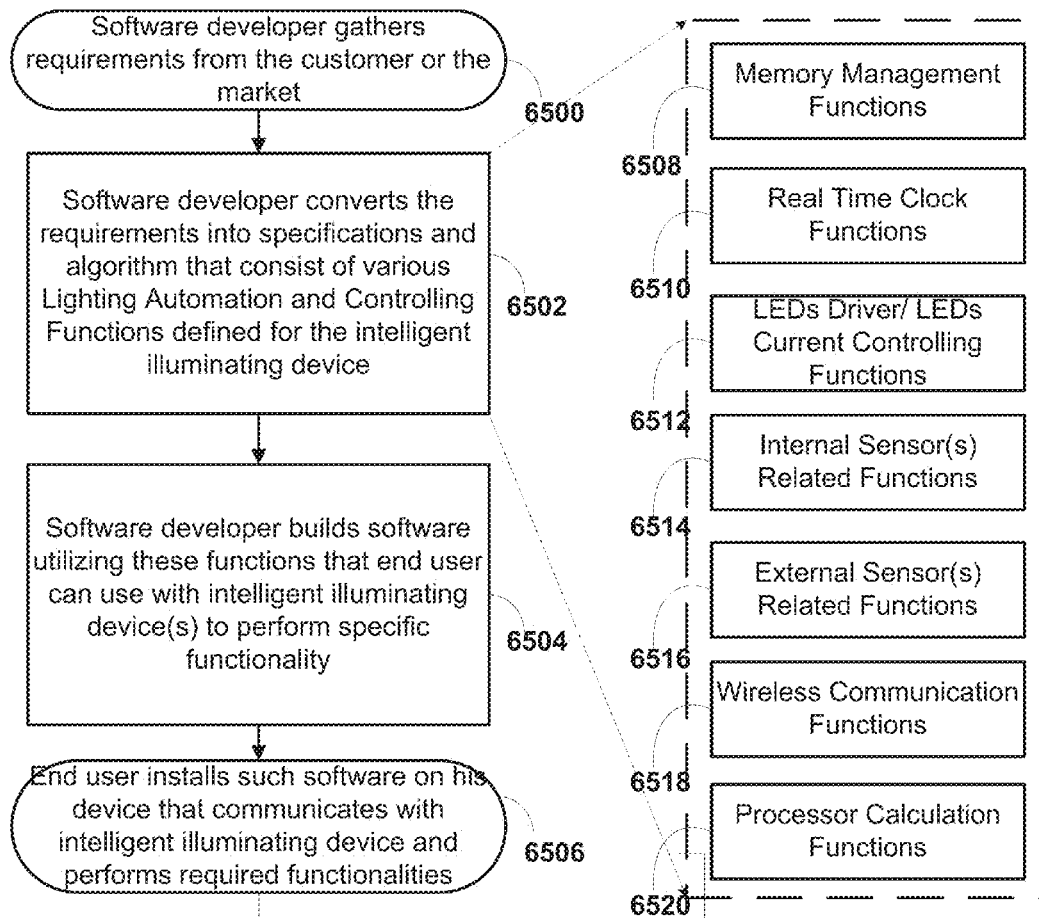 Software developer gathers
requirements from the customer or the
market
6500
Software developer converts the
requirements into specifications and
algorithm that consist of various
Lighting Automation and Controlling
Functions defined for the intelligent
illuminating device
6502
Software developer builds software
utilizing these functions that end user
can use with intelligent illuminating
device(s) to perform specific
functionality
6504
End user installs such software on his
device that communicates with
intelligent illuminating device and
performs required functionalities
6506
Memory Management
Functions
6508
Real Time Clock
Functions
6510
LEDs Driver/ LEDs
Current Controlling
Functions
6512
Internal Sensor(s)
Related Functions
6514
External Sensor(s)
Related Functions
6516
Wireless Communication
Functions
6518
Processor Calculation
Functions
6520